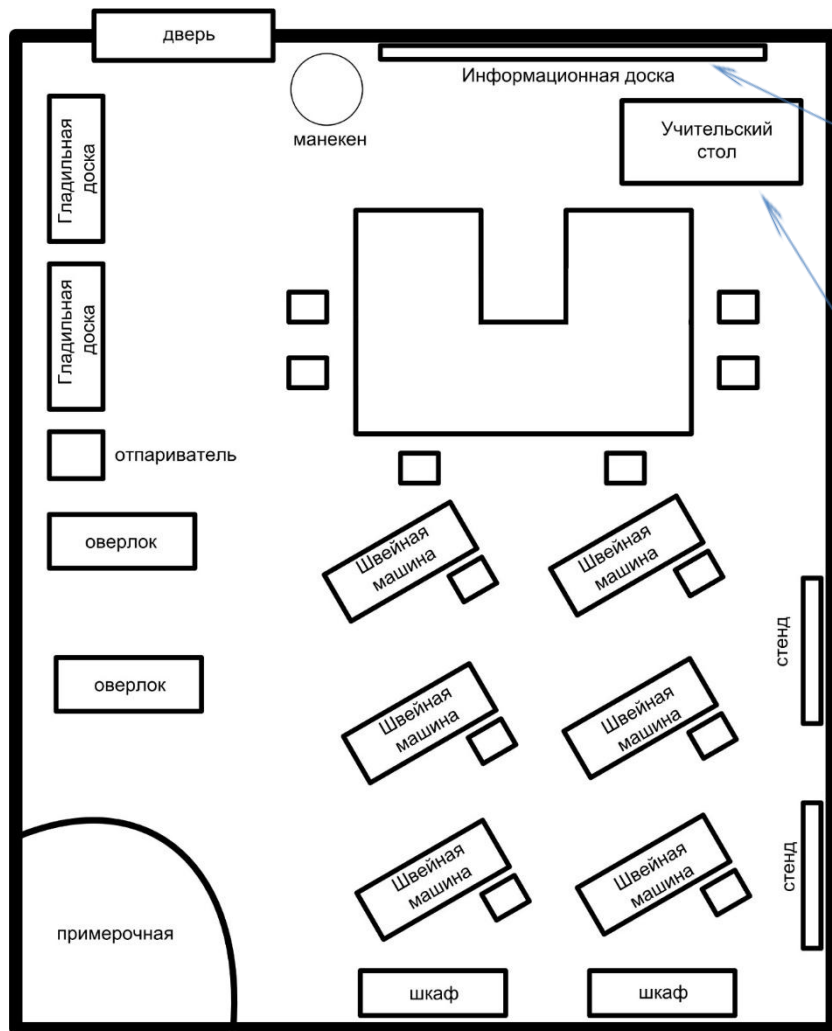 дверь
Информационная доска
манекен
Учительский
стол
Гладильная
доска
Гладильная
доска
отпариватель
оверлок
Швейная
машина
Швейная
машина
стенд
оверлок
Швейная
машина
Швейная
машина
Швейная
машина
Швейная
машина
стенд
примерочная
шкаф
шкаф